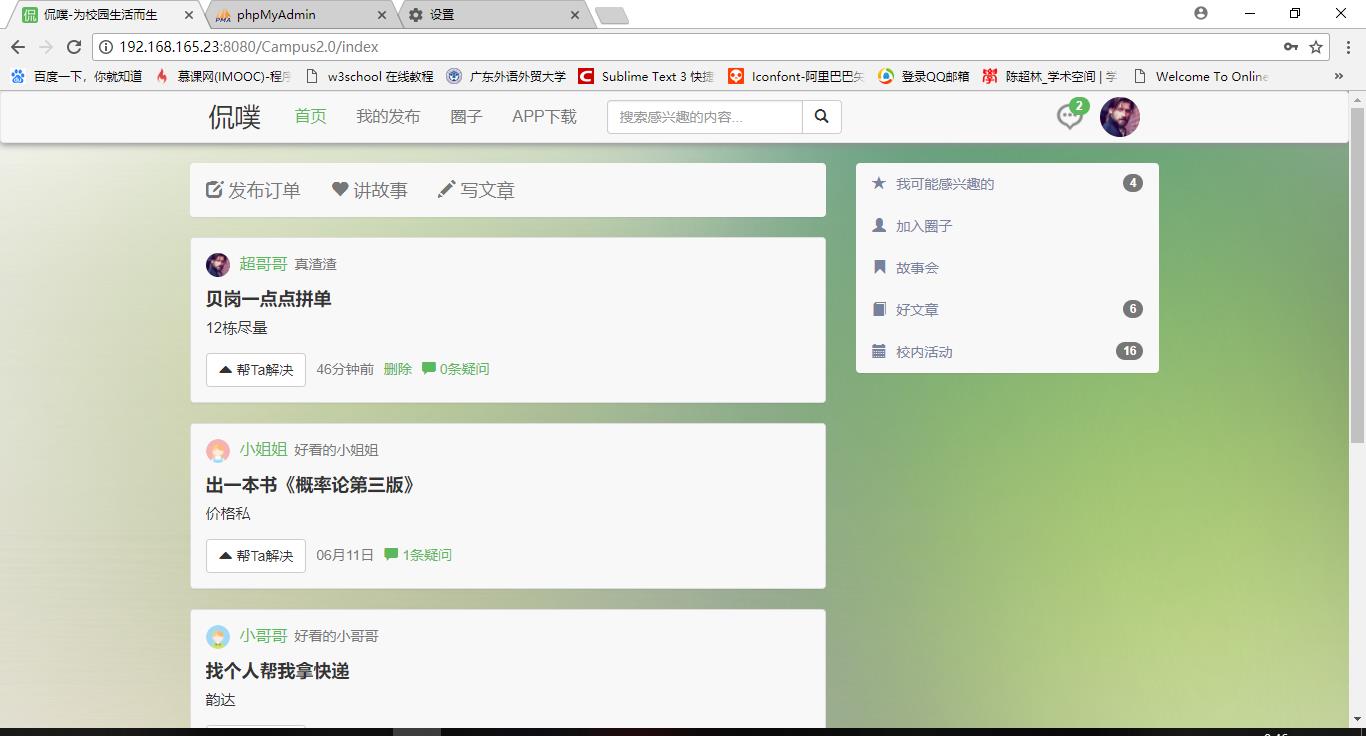 侃噗-为校园生活而生
phpMyAdmin
设置
192.168.165.23:8080/Campus2.0/index
百度一下，你就知道 慕课网(IMOOC)-程序 w3school 在线教程 广东外语外贸大学 Sublime Text 3 快捷 Iconfont-阿里巴巴矢 登录QQ邮箱 陈超林_学术空间 | 学 Welcome To Online »
侃噗 首页 我的发布 圈子 APP下载 搜索感兴趣的内容... 2
发布订单 讲故事 写文章
超哥哥 真渣渣
贝岗一点点拼单
12栋尽量
帮Ta解决 46分钟前 删除 0条疑问
小姐姐 好看的小姐姐
出一本书《概率论第三版》
价格私
帮Ta解决 06月11日 1条疑问
小哥哥 好看的小哥哥
找个人帮我拿快递
韵达
我可能感兴趣的 4
加入圈子
故事会
好文章 6
校内活动 16